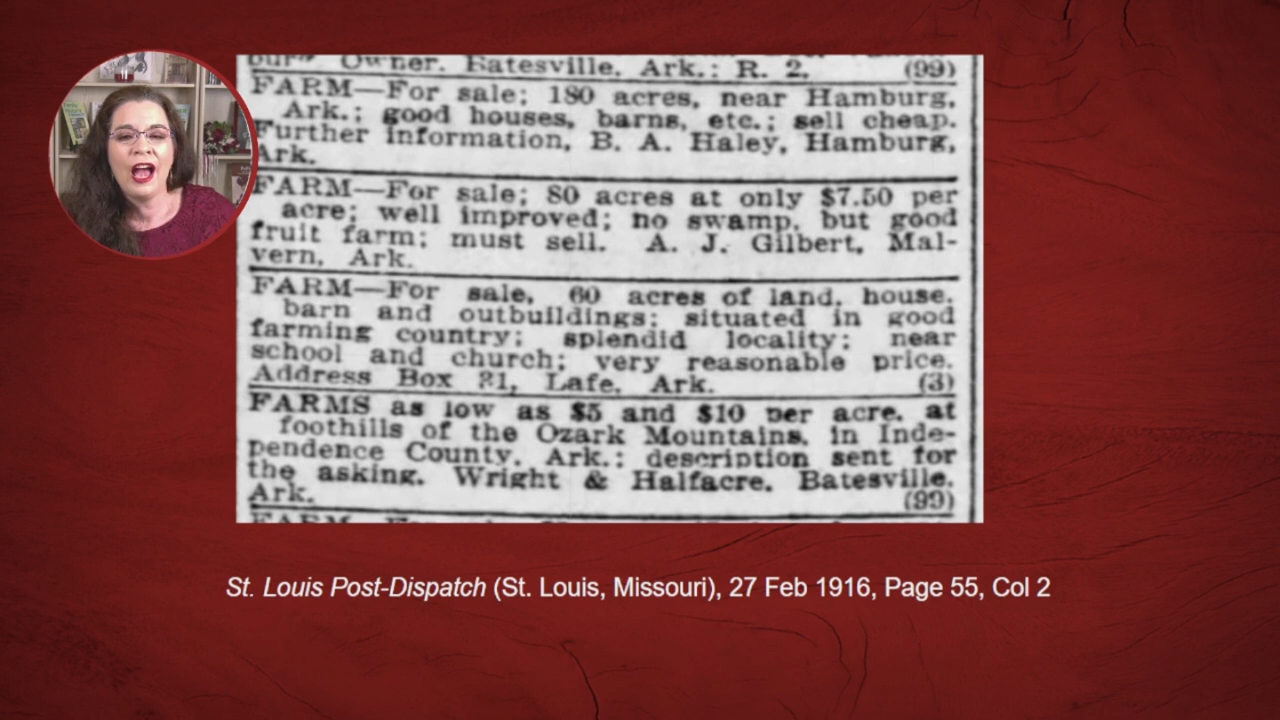 Owner. Batesville, Ark.; R. 2. (99)
FARM—For sale; 180 acres, near Hamburg,
Ark.; good houses, barns, etc.; sell cheap.
Further information, B. A. Haley, Hamburg,
Ark.
FARM—For sale; 80 acres at only $7.50 per
acre; well improved; no swamp, but good
fruit farm; must sell. A. J. Gilbert, Mal-
vern, Ark.
FARM—For sale, 60 acres of land, house,
barn and outbuildings; situated in good
farming country; splendid locality; near
school and church; very reasonable price.
Address Box Lafe, Ark. (3)
FARMS as low as $5 and $10 per acre, at
foothills of the Ozark Mountains, in Inde-
pendence County, Ark.; description sent for
the asking. Wright & Halfacre, Batesville,
Ark. (99)
St. Louis Post-Dispatch (St. Louis, Missouri), 27 Feb 1916, Page 55, Col 2